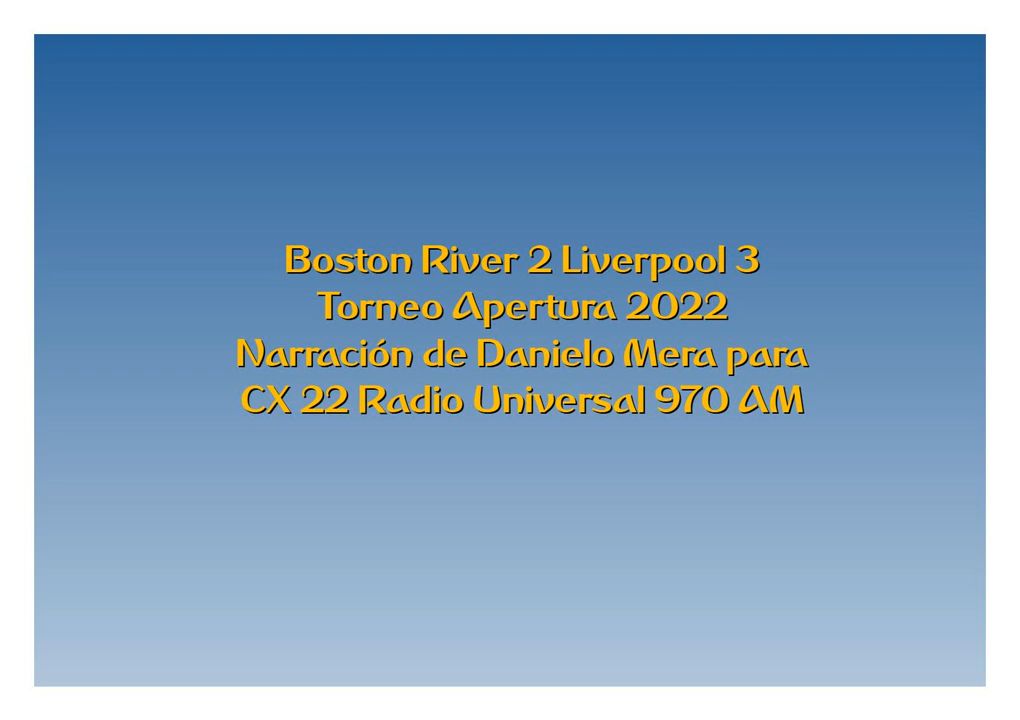 Boston River 2 Liverpool 3
Torneo Apertura 2022
Narración de Danielo Mera para
CX 22 Radio Universal 970 AM